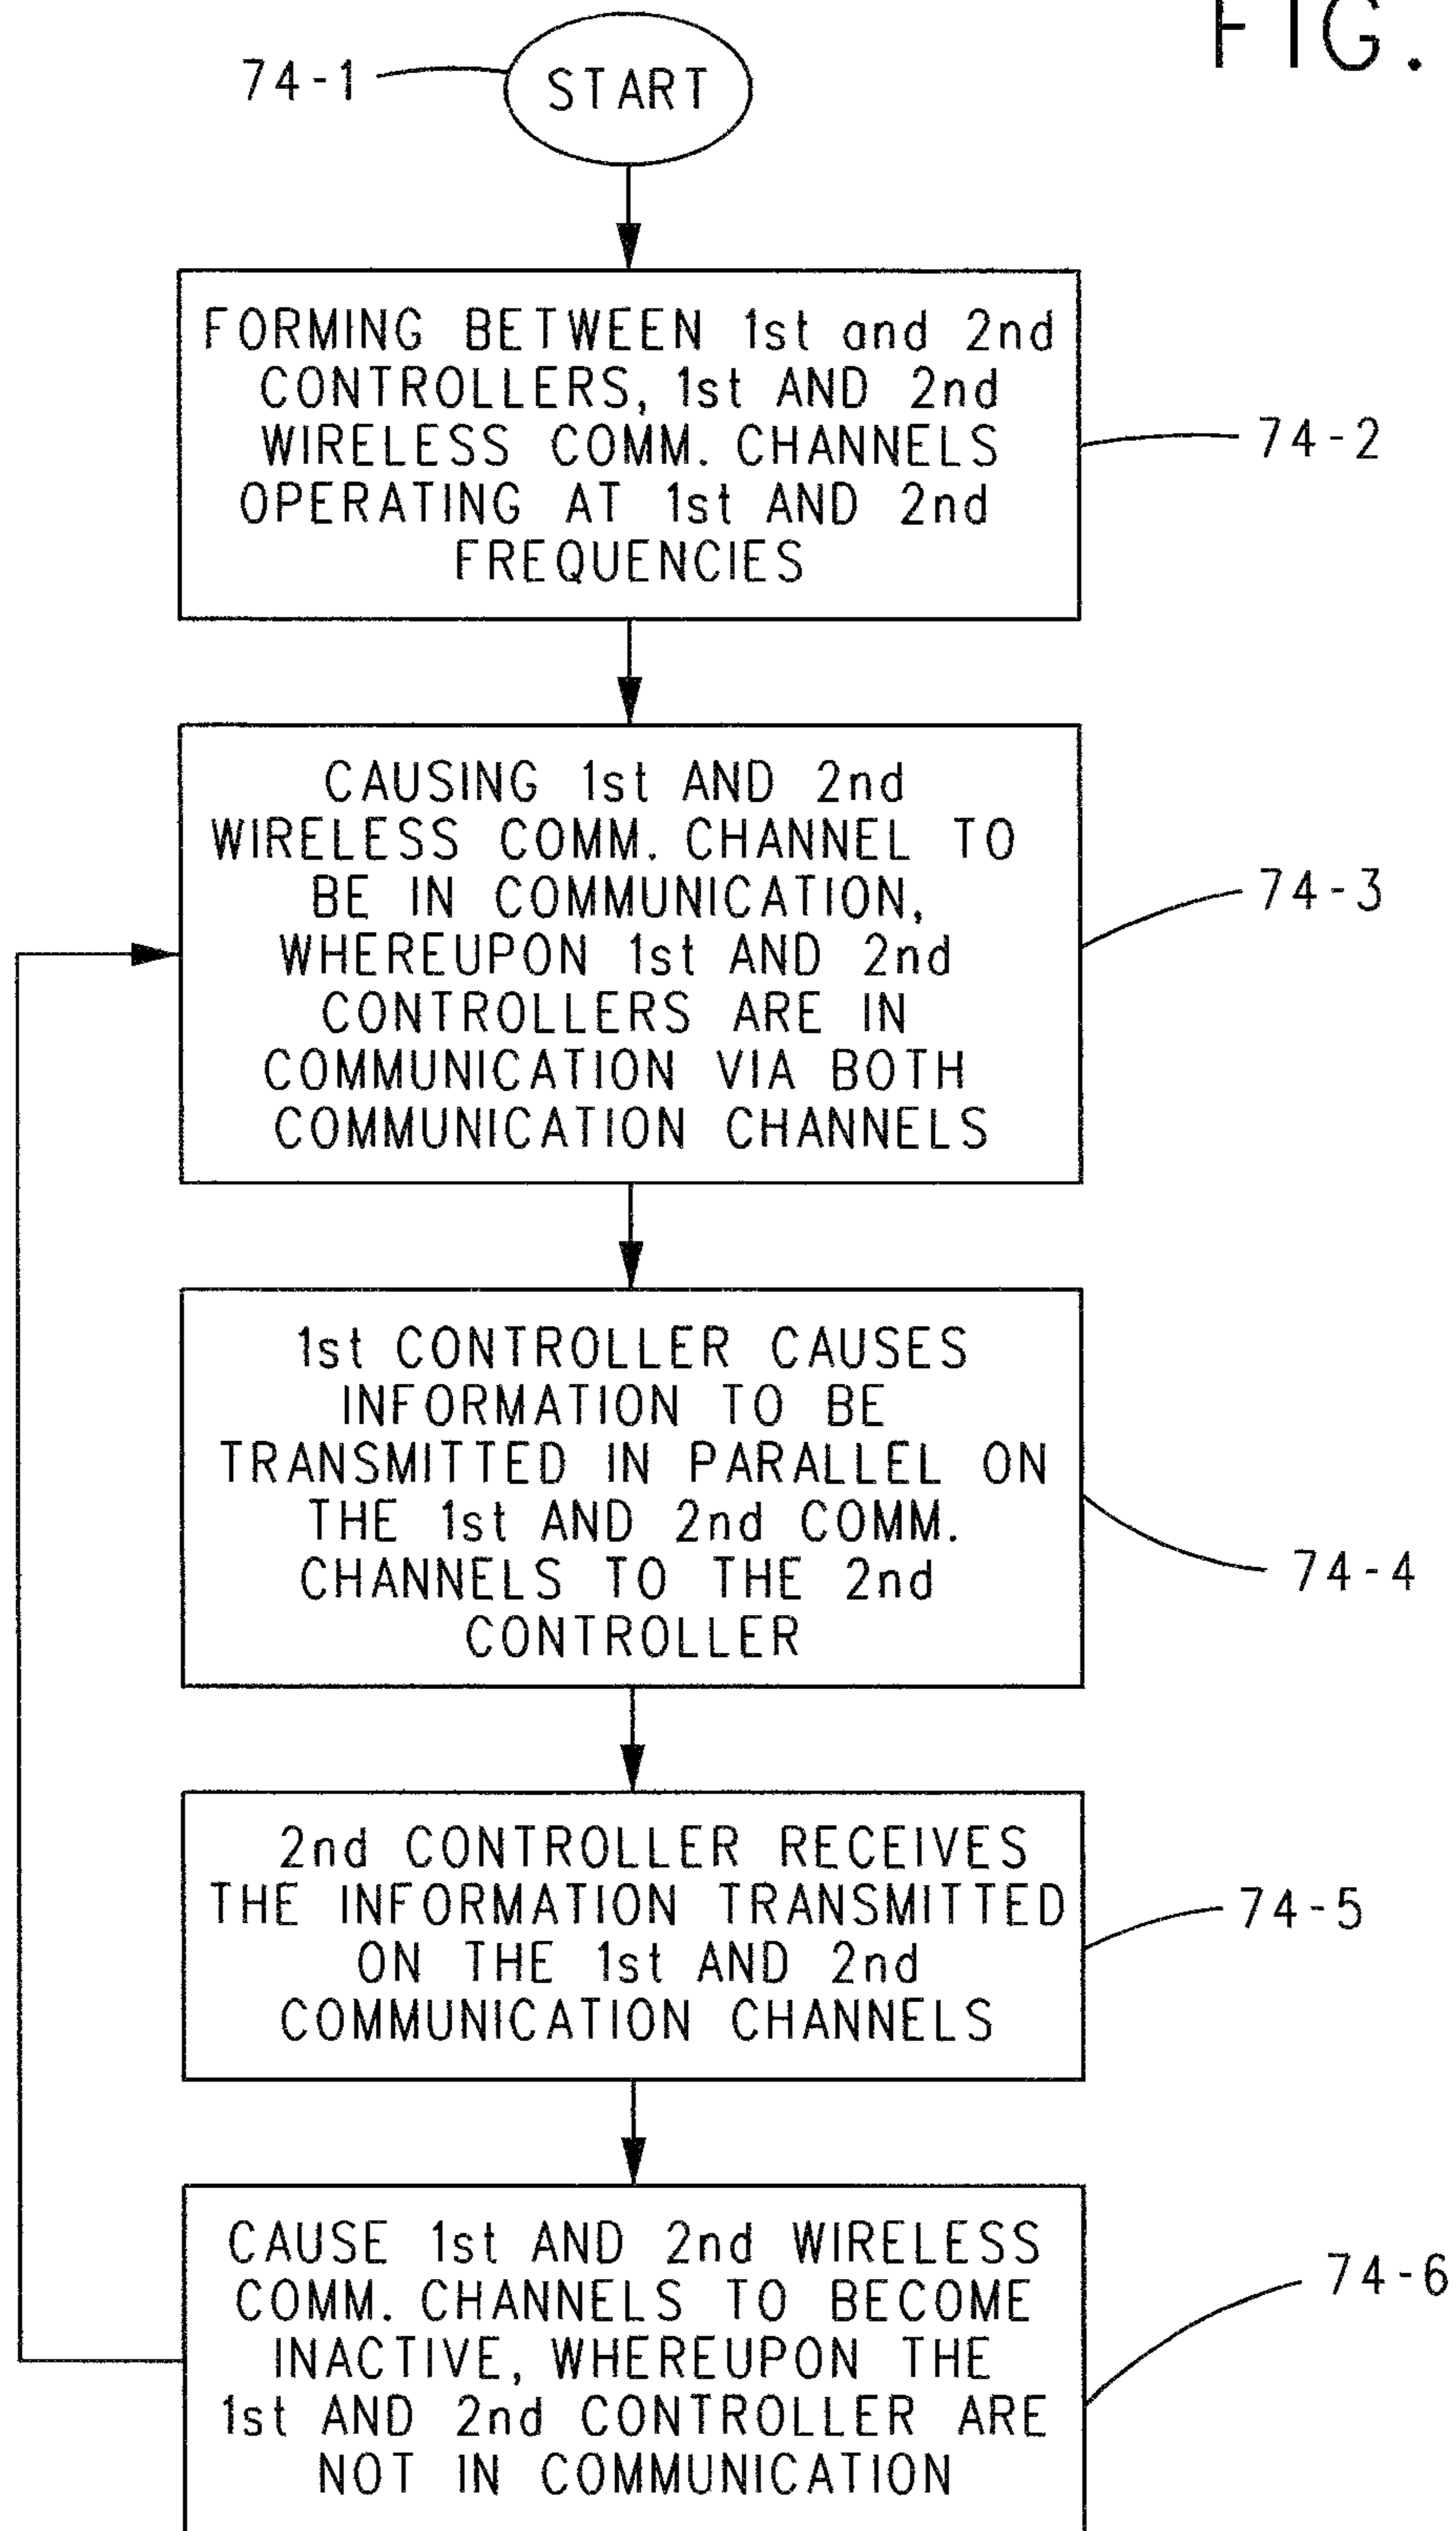 FIG.
74-1
START
FORMING BETWEEN 1st and 2nd
CONTROLLERS, 1st AND 2nd
WIRELESS COMM. CHANNELS
OPERATING AT 1st AND 2nd
FREQUENCIES
74-2
CAUSING 1st AND 2nd
WIRELESS COMM. CHANNEL TO
BE IN COMMUNICATION,
WHEREUPON 1st AND 2nd
CONTROLLERS ARE IN
COMMUNICATION VIA BOTH
COMMUNICATION CHANNELS
74-3
1st CONTROLLER CAUSES
INFORMATION TO BE
TRANSMITTED IN PARALLEL ON
THE 1st AND 2nd COMM.
CHANNELS TO THE 2nd
CONTROLLER
74-4
2nd CONTROLLER RECEIVES
THE INFORMATION TRANSMITTED
ON THE 1st AND 2nd
COMMUNICATION CHANNELS
74-5
CAUSE 1st AND 2nd WIRELESS
COMM. CHANNELS TO BECOME
INACTIVE, WHEREUPON THE
1st AND 2nd CONTROLLER ARE
NOT IN COMMUNICATION
74-6